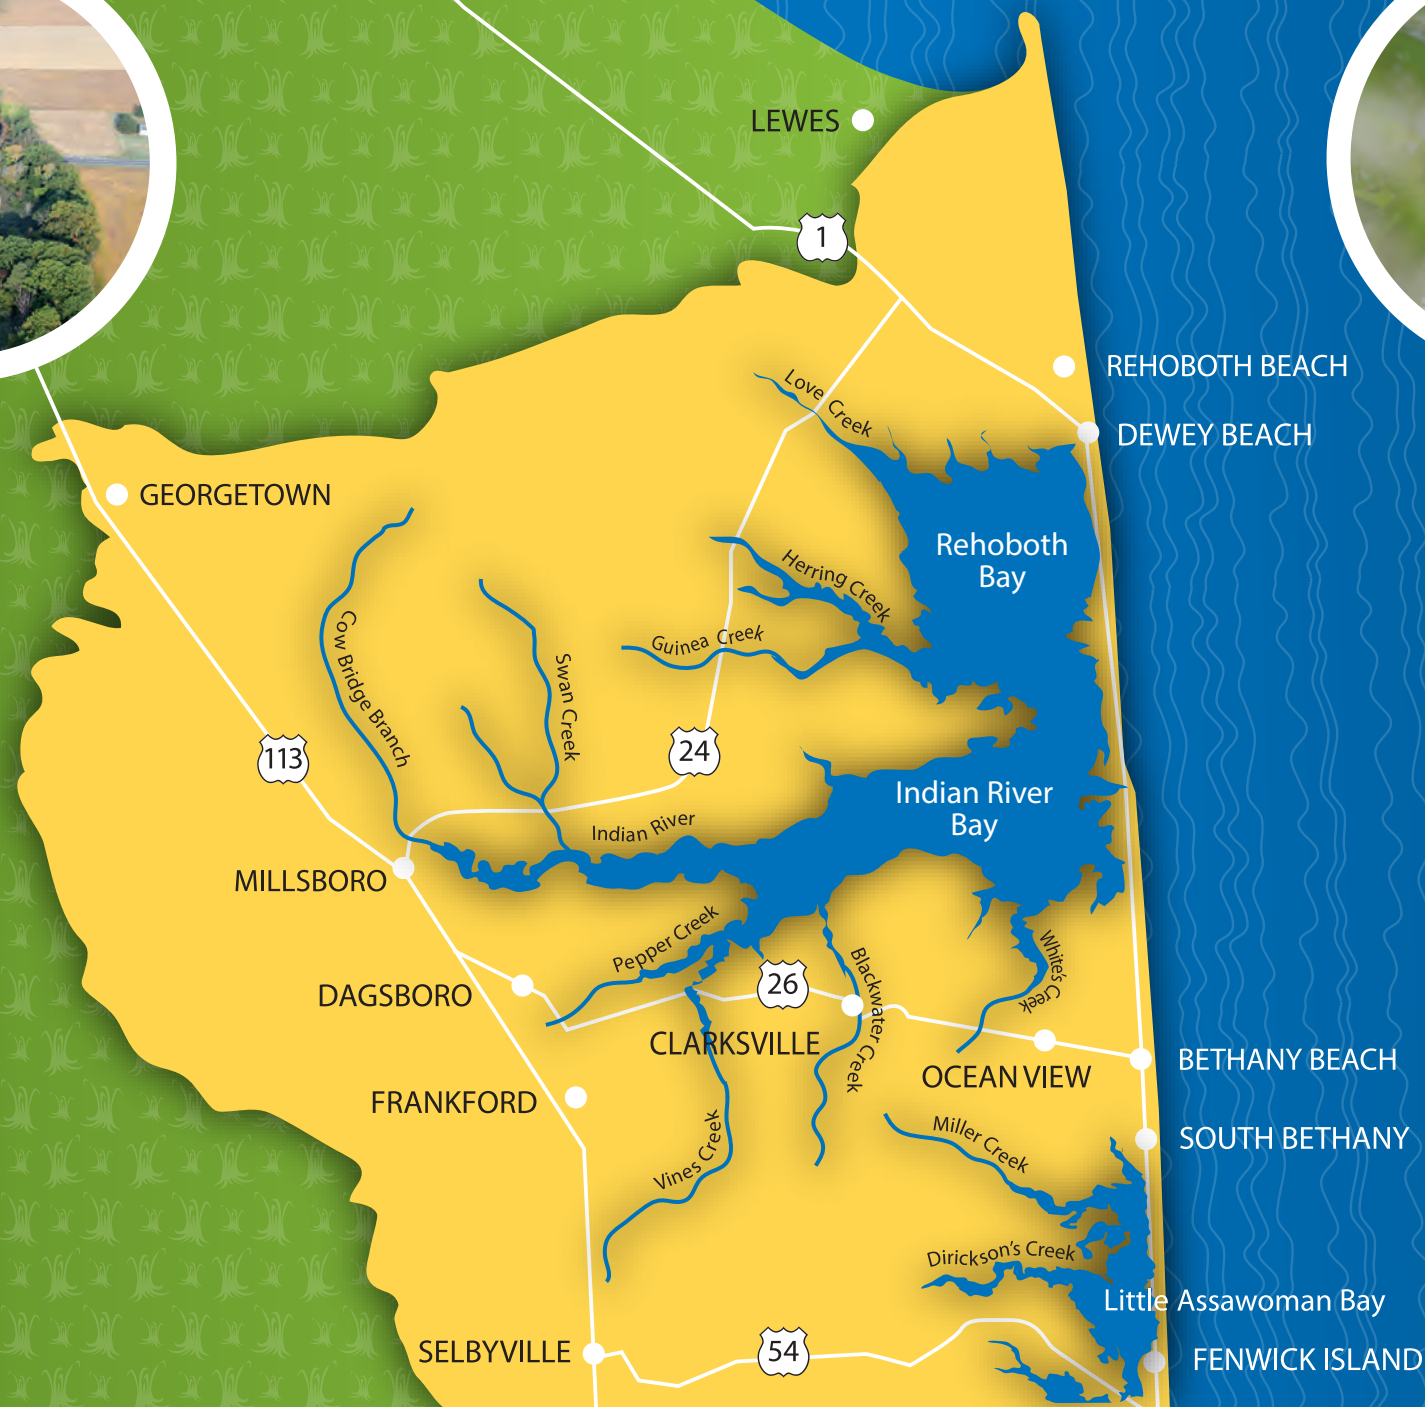 LEWES
1
REHOBOTH BEACH
Love Creek
DEWEY BEACH
GEORGETOWN
Rehoboth
Bay
Herring Creek
Cow Bridge Branch
Guinea Creek
Swan Creek
113
24
Indian River
Bay
Indian River
MILLSBORO
Pepper Creek
White's Creek
Blackwater Creek
26
DAGSBORO
CLARKSVILLE
BETHANY BEACH
OCEAN VIEW
FRANKFORD
SOUTH BETHANY
Miller Creek
Vines Creek
Dirickson's Creek
Little Assawoman Bay
SELBYVILLE
54
FENWICK ISLAND